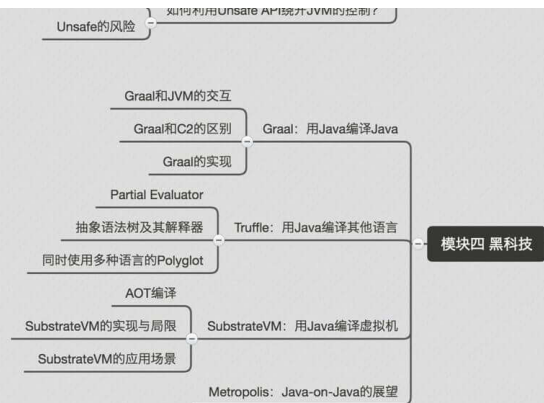 如何利用Unsafe API绕开JVM的控制？
Unsafe的风险
Graal和JVM的交互
Graal和C2的区别
Graal：用Java编译Java
Graal的实现
Partial Evaluator
抽象语法树及其解释器
Truffle：用Java编译其他语言
同时使用多种语言的Polyglot
模块四 黑科技
AOT编译
SubstrateVM的实现与局限
SubstrateVM：用Java编译虚拟机
SubstrateVM的应用场景
Metropolis：Java-on-Java的展望